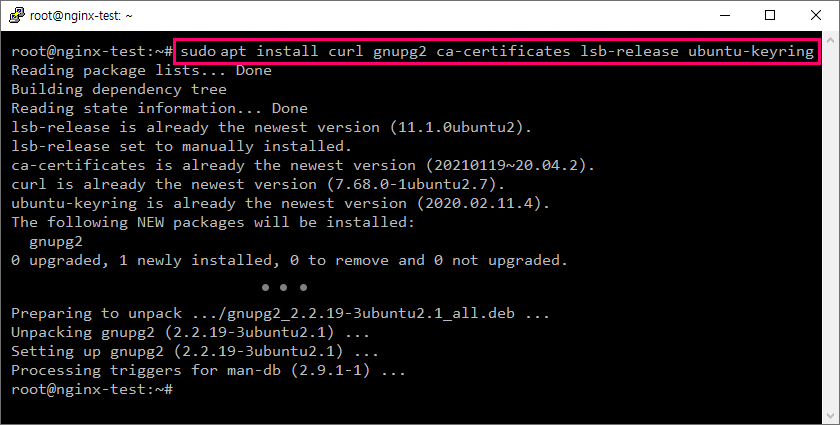 root@nginx-test: ~
root@nginx-test:~# sudo apt install curl gnupg2 ca-certificates lsb-release ubuntu-keyring
Reading package lists... Done
Building dependency tree
Reading state information... Done
lsb-release is already the newest version (11.1.0ubuntu2).
lsb-release set to manually installed.
ca-certificates is already the newest version (20210119~20.04.2).
curl is already the newest version (7.68.0-1ubuntu2.7).
ubuntu-keyring is already the newest version (2020.02.11.4).
The following NEW packages will be installed:
  gnupg2
0 upgraded, 1 newly installed, 0 to remove and 0 not upgraded.
● ● ●
Preparing to unpack .../gnupg2_2.2.19-3ubuntu2.1_all.deb ...
Unpacking gnupg2 (2.2.19-3ubuntu2.1) ...
Setting up gnupg2 (2.2.19-3ubuntu2.1) ...
Processing triggers for man-db (2.9.1-1) ...
root@nginx-test:~#